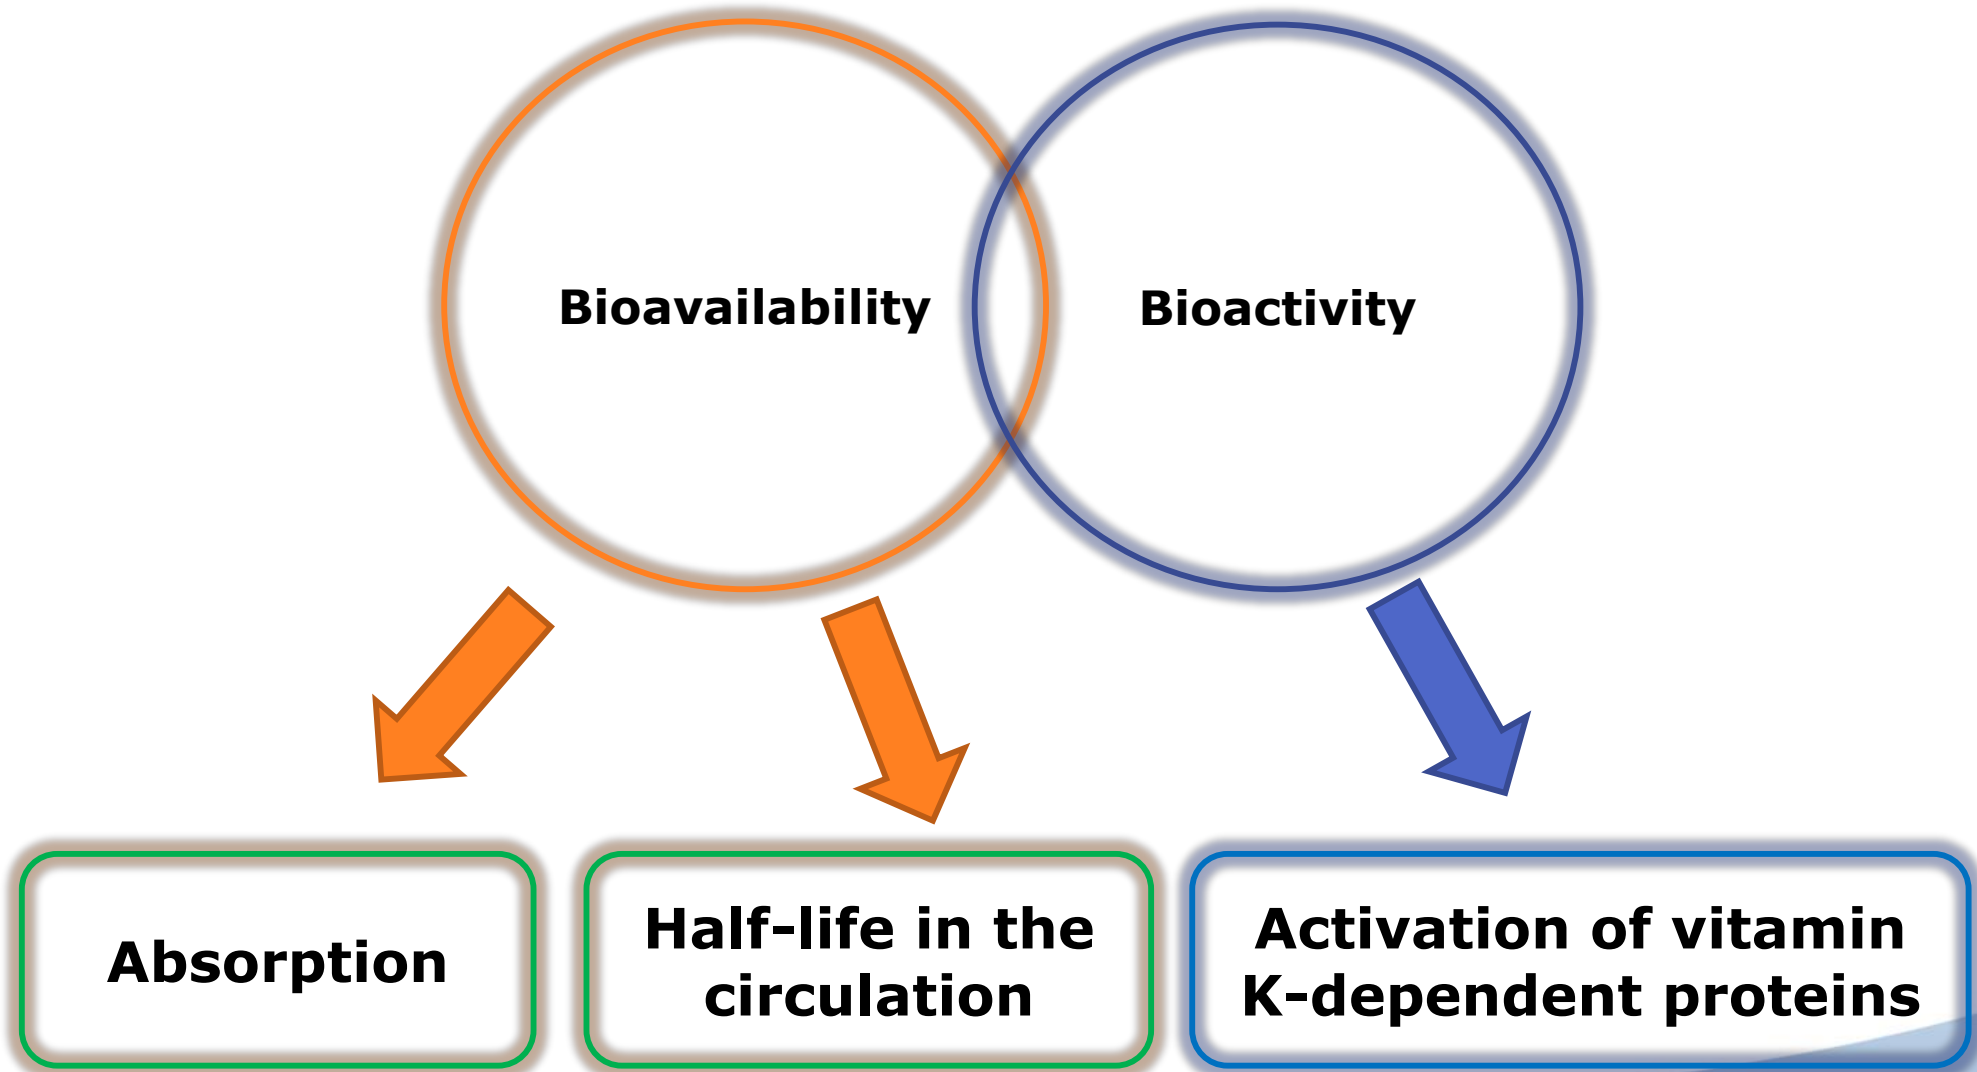 Bioavailability
Bioactivity
Absorption
Half-life in the
circulation
Activation of vitamin
K-dependent proteins